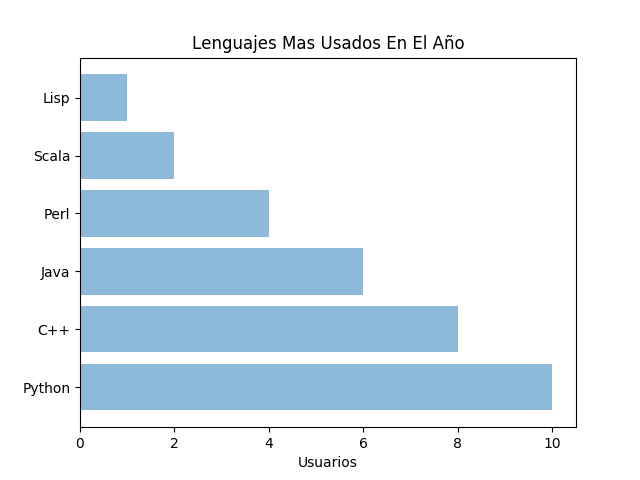 Lenguajes Mas Usados En El Año
Lisp
Scala
Perl
Java
C++
Python
0 2 4 6 8 10
Usuarios